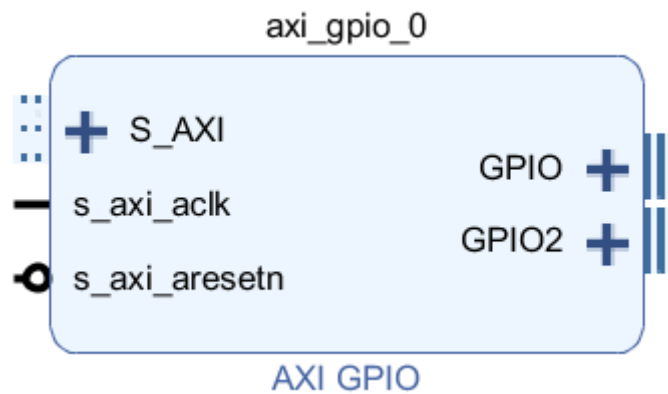 axi_gpio_0
S_AXI
s_axi_aclk
s_axi_aresetn
GPIO
GPIO2
AXI GPIO